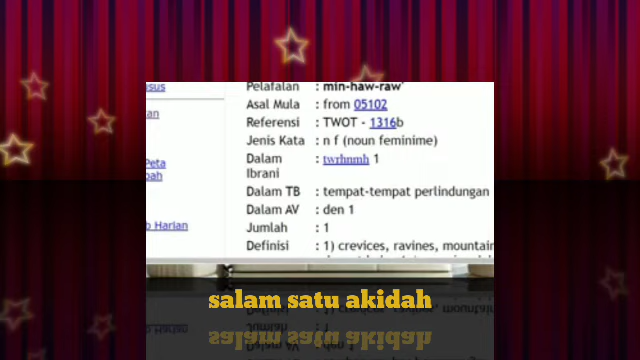 Pelafalan : min-haw-raw'
Asal Mula : from 05102
Referensi : TWOT - 1316b
Jenis Kata : n f (noun feminime)
Dalam Ibrani : twrhnmh 1
Dalam TB : tempat-tempat perlindungan
Dalam AV : den 1
Jumlah : 1
Definisi : 1) crevices, ravines, mountain
Peta
b Harian
salam satu akidah